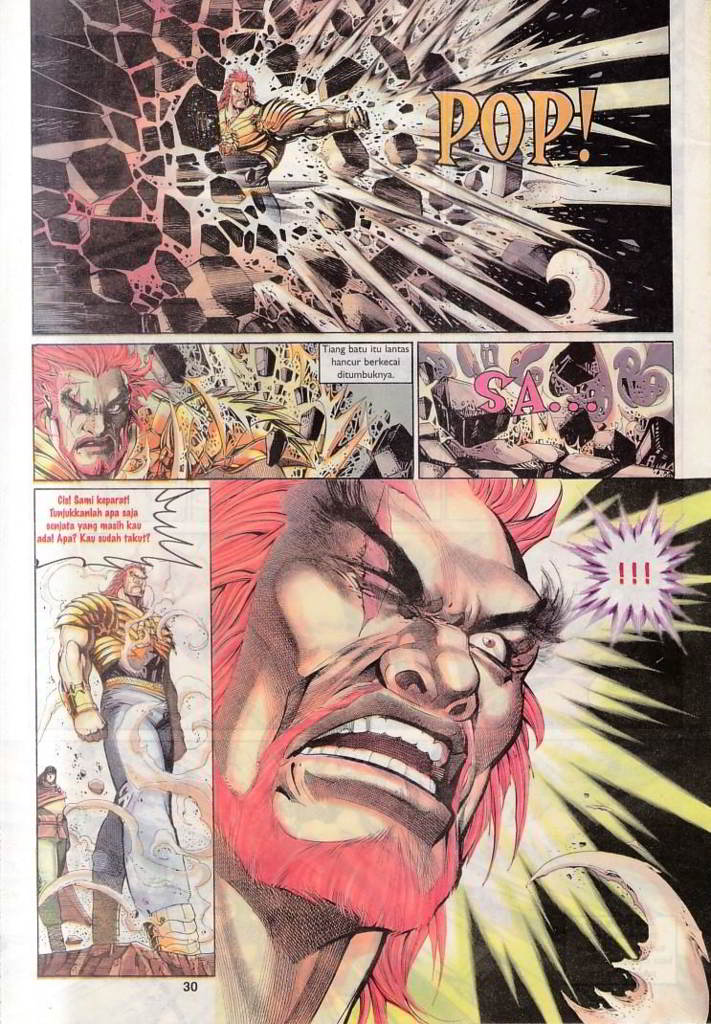 POP!
Tiang batu itu lantas
hancur berkecai
ditumbuknya.
SA...
Cis! Sami keparat!
Tunjukkanlah apa saja
senjata yang masih kau
ada! Apa? Kau sudah takut?
!!!
30